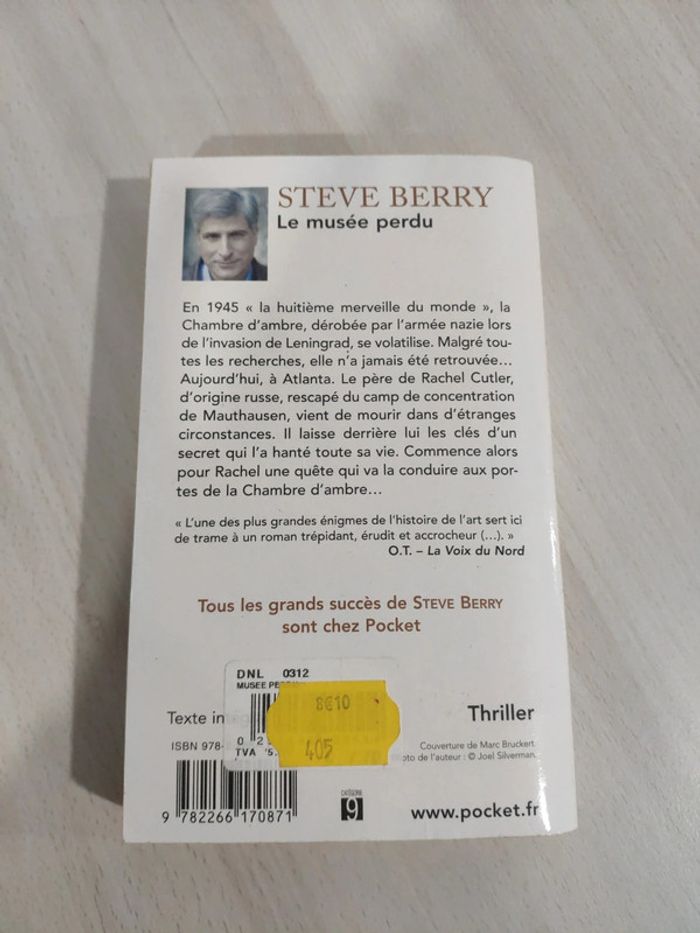 STEVE BERRY
Le musée perdu
En 1945 « la huitième merveille du monde », la
Chambre d'ambre, dérobée par l'armée nazie lors
de l'invasion de Leningrad, se volatilise. Malgré tou-
tes les recherches, elle n'a jamais été retrouvée...
Aujourd'hui, à Atlanta. Le père de Rachel Cutler,
d'origine russe, rescapé du camp de concentration
de Mauthausen, vient de mourir dans d'étranges
circonstances. Il laisse derrière lui les clés d'un
secret qui l'a hanté toute sa vie. Commence alors
pour Rachel une quête qui va la conduire aux por-
tes de la Chambre d'ambre...
« L'une des plus grandes énigmes de l'histoire de l'art sert ici
de trame à un roman trépidant, érudit et accrocheur (...). »
O.T. – La Voix du Nord
Tous les grands succès de STEVE BERRY
sont chez Pocket
DNL 0312
MUSEE
8€10
405
TVA
Texte
Thriller
ISBN 978-
Couverture de Marc Bruckert.
de l'auteur : © Joel Silverman.
CATÉGORIE
9
9 782266 170871
www.pocket.fr